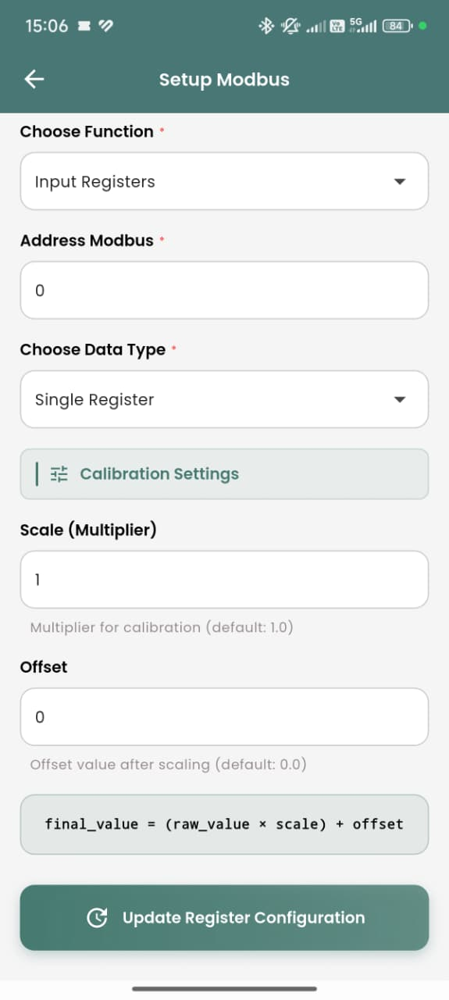 15:06 5G 84
Setup Modbus
Choose Function *
Input Registers
Address Modbus *
0
Choose Data Type *
Single Register
Calibration Settings
Scale (Multiplier)
1
Multiplier for calibration (default: 1.0)
Offset
0
Offset value after scaling (default: 0.0)
final_value = (raw_value × scale) + offset
Update Register Configuration